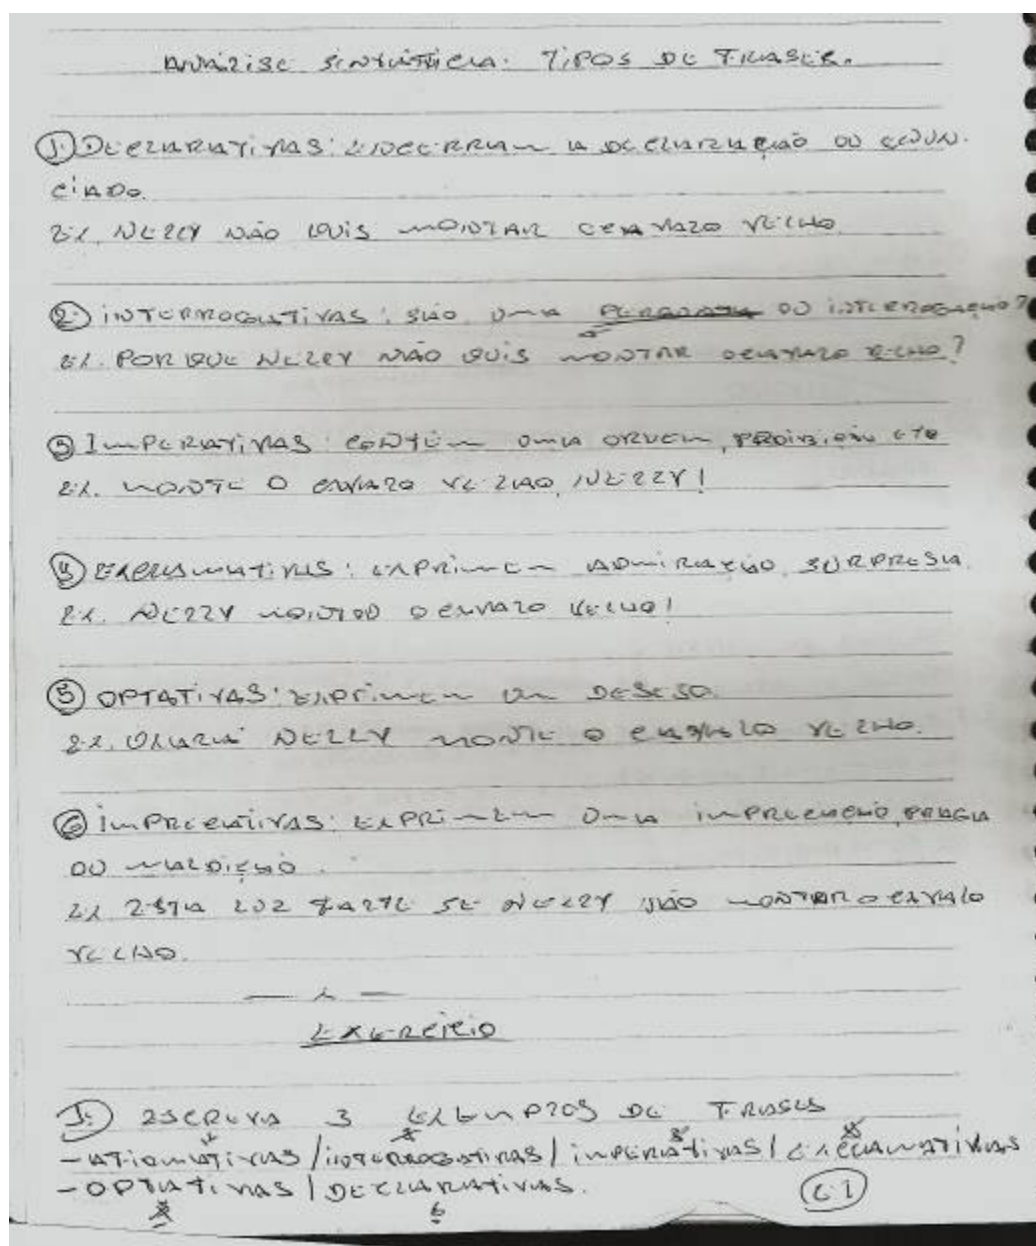 ANÁLISE SINTÁTICA: TIPOS DE FRASES.
1. DECLARATIVAS: ENCERRAM A DECLARAÇÃO OU ENUN-
CIADO.
EX. NELLY NÃO QUIS MONTAR CAVALO VELHO.
2. INTERROGATIVAS: SÃO UMA PERGUNTA OU INTERROGAÇÃO?
EX. POR QUE NELLY NÃO QUIS MONTAR CAVALO VELHO?
3 IMPERATIVAS: CONTÉM UMA ORDEM, PROIBIÇÃO ETC
EX. MONTE O CAVALO VELHO, NELLY!
4 EXCLAMATIVAS: EXPRIMEM ADMIRAÇÃO, SURPRESA.
EX. NELLY MONTOU O CAVALO VELHO!
5 OPTATIVAS: EXPRIMEM UM DESEJO.
EX. NELLY MONTE O CAVALO VELHO.
6 IMPRECATIVAS: EXPRIMEM UMA IMPRECAÇÃO, PRAGA
OU MALDIÇÃO.
EX ESTA LUZ FALTE SE NELLY NÃO MONTAR O CAVALO
VELHO.
EXERCÍCIO
1. ESCREVA 3 EXEMPLOS DE FRASES
- AFIRMATIVAS / INTERROGATIVAS / IMPERATIVAS / EXCLAMATIVAS
- OPTATIVAS / DECLARATIVAS.